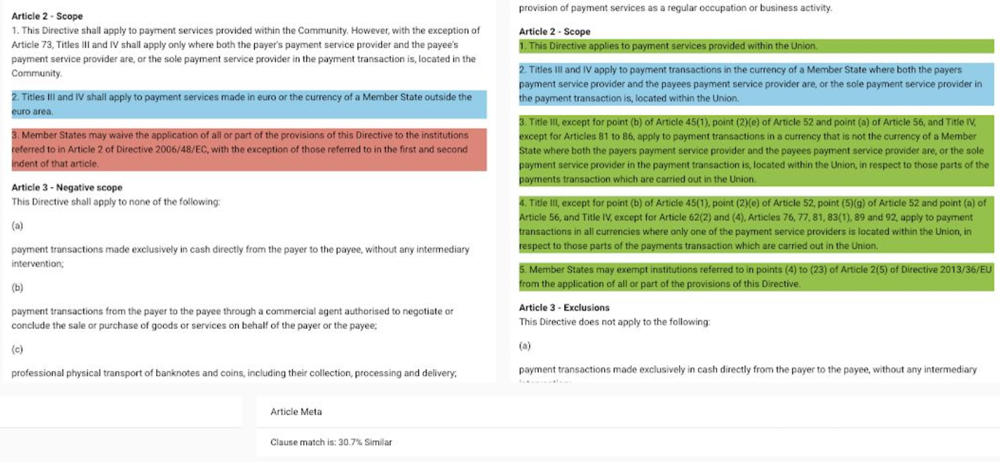 Article 2 - Scope
1. This Directive shall apply to payment services provided within the Community. However, with the exception of
Article 73, Titles III and IV shall apply only where both the payer's payment service provider and the payee's
payment service provider are, or the sole payment service provider in the payment transaction is, located in the
Community.
2. Titles III and IV shall apply to payment services made in euro or the currency of a Member State outside the
euro area.
3. Member States may waive the application of all or part of the provisions of this Directive to the institutions
referred to in Article 2 of Directive 2006/48/EC, with the exception of those referred to in the first and second
indent of that article.
Article 3 - Negative scope
This Directive shall apply to none of the following:
(a)
payment transactions made exclusively in cash directly from the payer to the payee, without any intermediary
intervention;
(b)
payment transactions from the payer to the payee through a commercial agent authorised to negotiate or
conclude the sale or purchase of goods or services on behalf of the payer or the payee;
(c)
professional physical transport of banknotes and coins, including their collection, processing and delivery;
provision of payment services as a regular occupation or business activity.
Article 2 - Scope
1. This Directive applies to payment services provided within the Union.
2. Titles III and IV apply to payment transactions in the currency of a Member State where both the payers
payment service provider and the payees payment service provider are, or the sole payment service provider in
the payment transaction is, located within the Union.
3. Title III, except for point (b) of Article 45(1), point (2)(e) of Article 52 and point (a) of Article 56, and Title IV,
except for Articles 81 to 86, apply to payment transactions in a currency that is not the currency of a Member
State where both the payers payment service provider and the payees payment service provider are, or the sole
payment service provider in the payment transaction is, located within the Union, in respect to those parts of the
payments transaction which are carried out in the Union.
4. Title III, except for point (b) of Article 45(1), point (2)(e) of Article 52, point (5)(g) of Article 52 and point (a) of
Article 56, and Title IV, except for Article 62(2) and (4), Articles 76, 77, 81, 83(1), 89 and 92, apply to payment
transactions in all currencies where only one of the payment service providers is located within the Union, in
respect to those parts of the payments transaction which are carried out in the Union.
5. Member States may exempt institutions referred to in points (4) to (23) of Article 2(5) of Directive 2013/36/EU
from the application of all or part of the provisions of this Directive.
Article 3 - Exclusions
This Directive does not apply to the following:
(a)
payment transactions made exclusively in cash directly from the payer to the payee, without any intermediary
Article Meta
Clause match is: 30.7% Similar